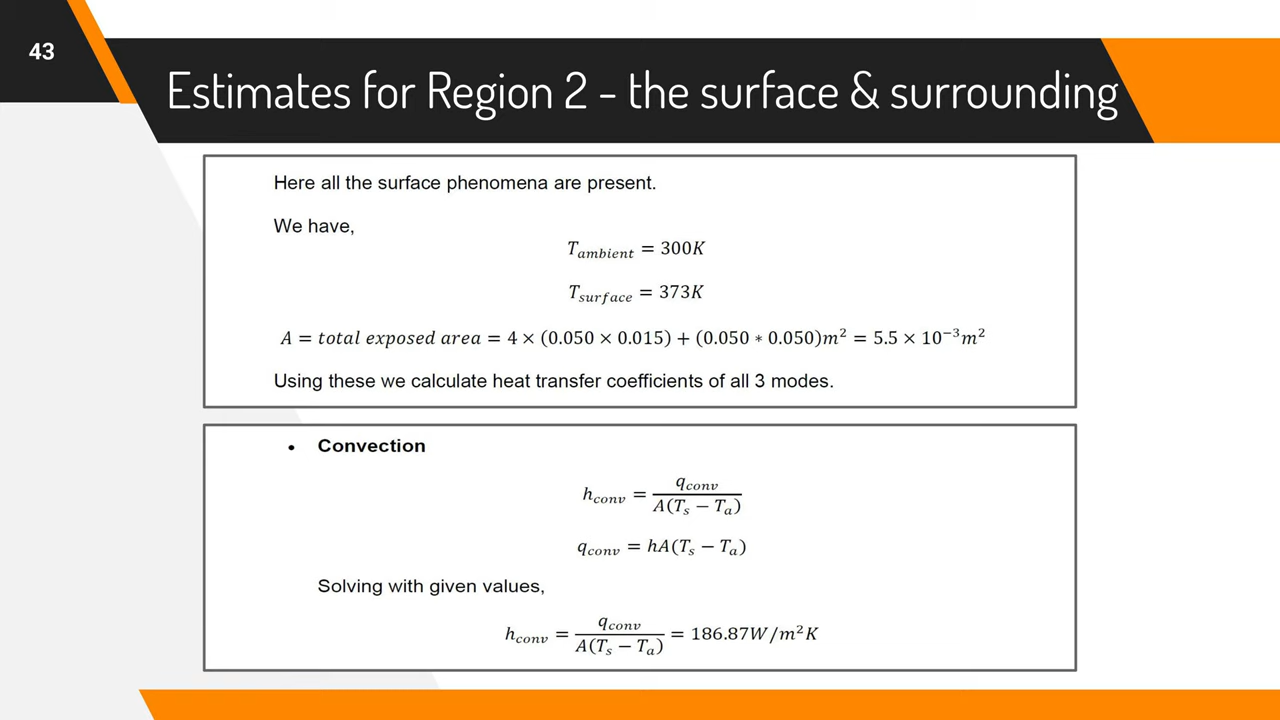 43
Estimates for Region 2 - the surface & surrounding
Here all the surface phenomena are present.
We have,
T_ambient = 300K
T_surface = 373K
A = total exposed area = 4 × (0.050 × 0.015) + (0.050 ∗ 0.050)m² = 5.5 × 10⁻³m²
Using these we calculate heat transfer coefficients of all 3 modes.
• Convection
h_conv = q_conv / A(T_s − T_a)
q_conv = hA(T_s − T_a)
Solving with given values,
h_conv = q_conv / A(T_s − T_a) = 186.87W/m²K